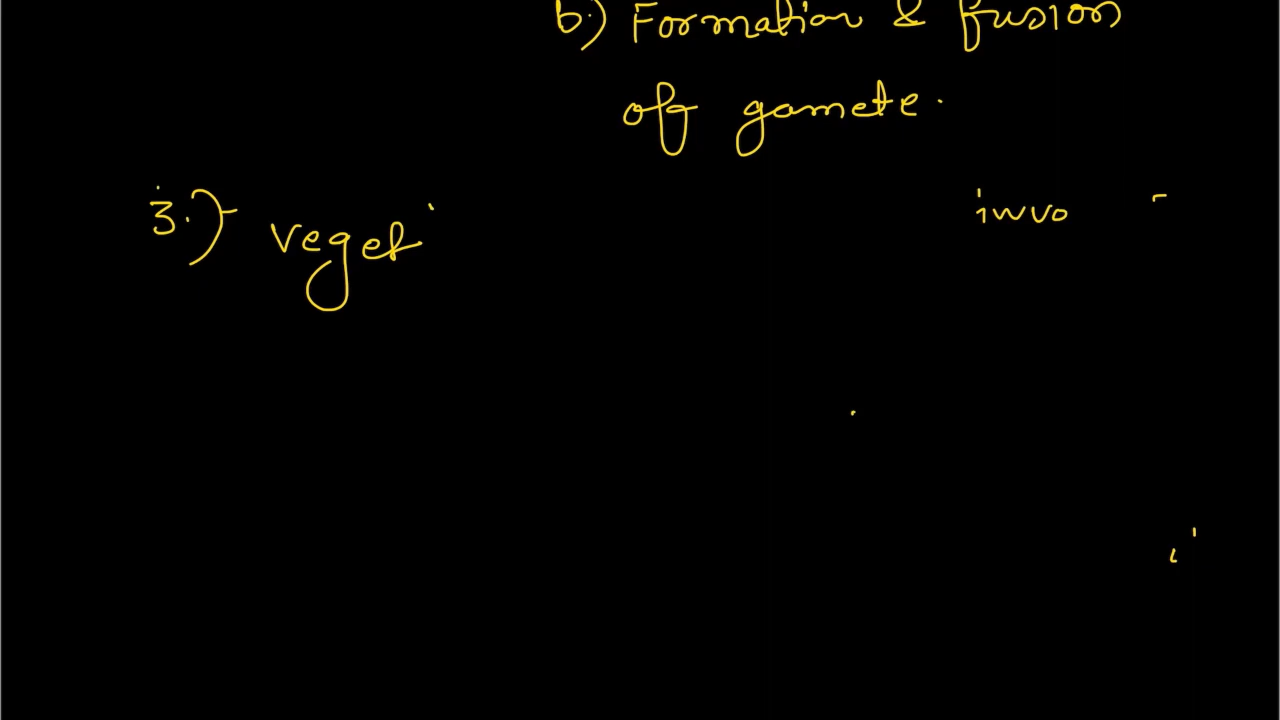 b.) Formation & fusion
of gamete.
3.) veget
invo